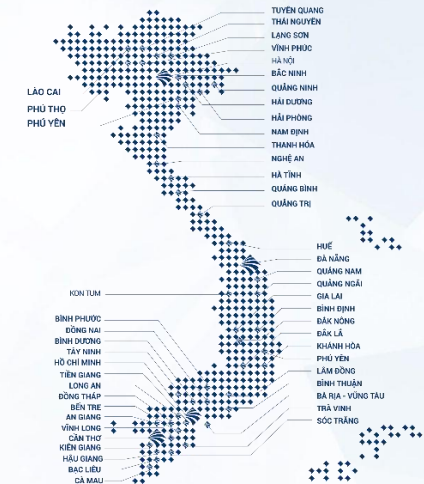 TUYÊN QUANG
THÁI NGUYÊN
LẠNG SƠN
VĨNH PHÚC
HÀ NỘI
BẮC NINH
QUẢNG NINH
HẢI DƯƠNG
HẢI PHÒNG
NAM ĐỊNH
THANH HÓA
NGHỆ AN
HÀ TĨNH
QUẢNG BÌNH
QUẢNG TRỊ
LÀO CAI
PHÚ THỌ
PHÚ YÊN
HUẾ
ĐÀ NẴNG
QUẢNG NAM
QUẢNG NGÃI
GIA LAI
BÌNH ĐỊNH
ĐĂK NÔNG
ĐĂK LĂ
KHÁNH HÒA
PHÚ YÊN
LÂM ĐỒNG
BÌNH THUẬN
BÀ RỊA - VŨNG TÀU
TRÀ VINH
SÓC TRĂNG
KON TUM
BÌNH PHƯỚC
ĐỒNG NAI
BÌNH DƯƠNG
TÂY NINH
HỒ CHÍ MINH
TIỀN GIANG
LONG AN
ĐỒNG THÁP
BẾN TRE
AN GIANG
VĨNH LONG
CẦN THƠ
KIÊN GIANG
HẬU GIANG
BẠC LIÊU
CÀ MAU